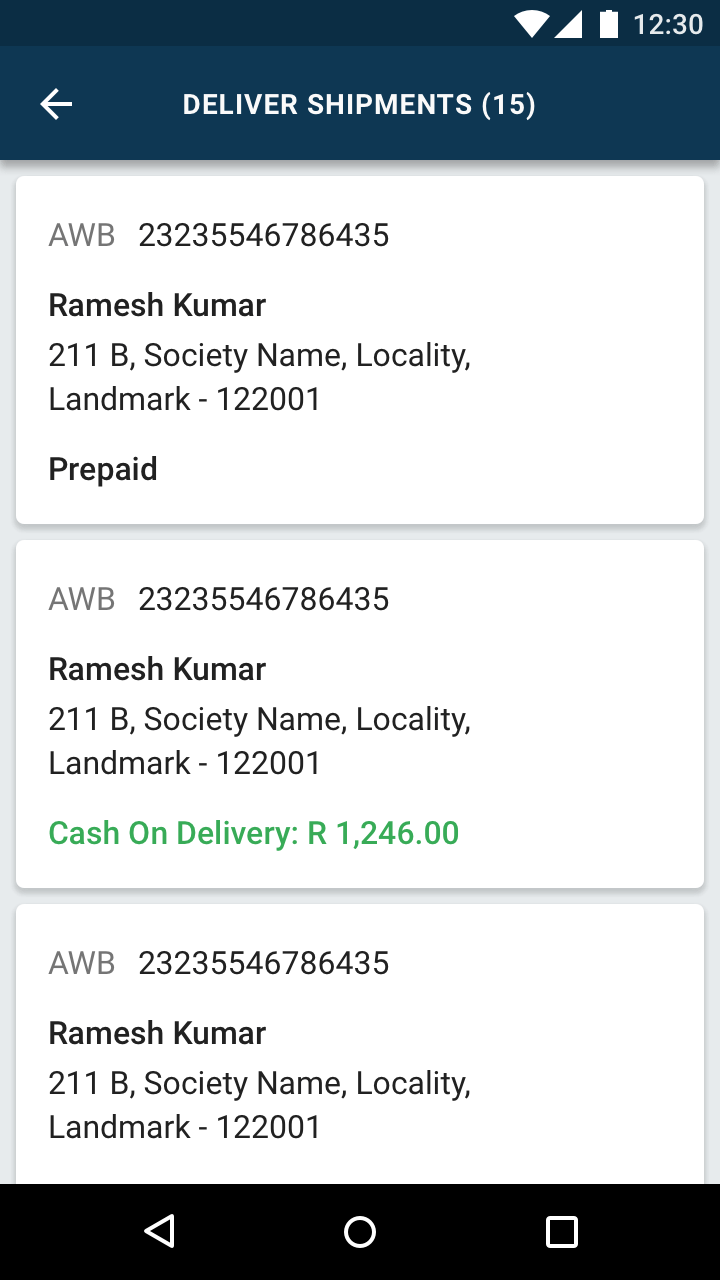 12:30
DELIVER SHIPMENTS (15)
AWB 23235546786435
Ramesh Kumar
211 B, Society Name, Locality,
Landmark - 122001
Prepaid
AWB 23235546786435
Ramesh Kumar
211 B, Society Name, Locality,
Landmark - 122001
Cash On Delivery: R 1,246.00
AWB 23235546786435
Ramesh Kumar
211 B, Society Name, Locality,
Landmark - 122001